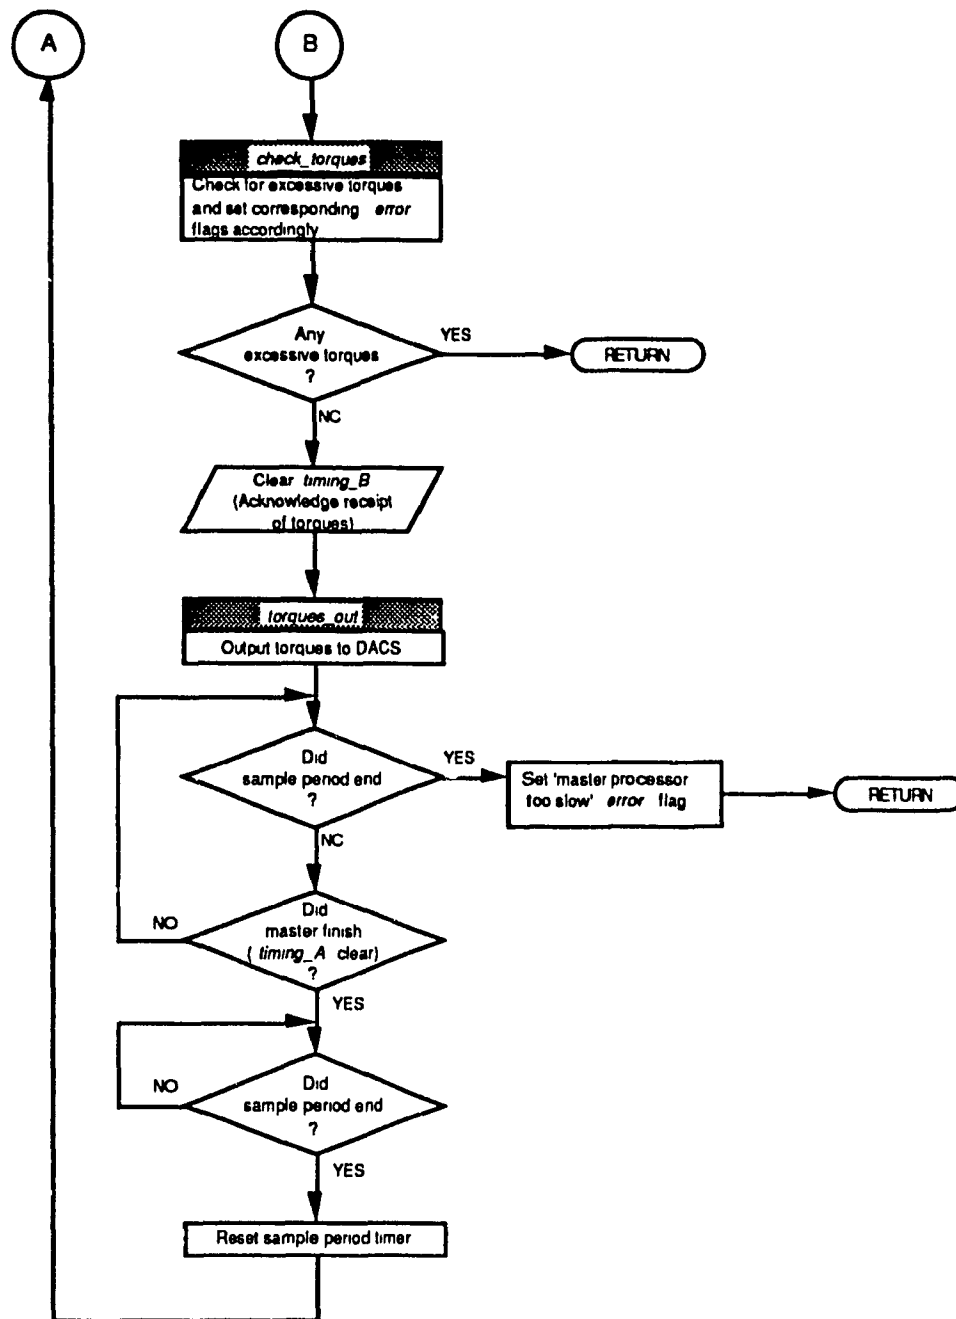 A
B
check_torques
Check for excessive torques
and set corresponding error
flags accordingly
Any
excessive torques
?
YES
RETURN
NC
Clear timing_B
(Acknowledge receipt
of torques)
torques_out
Output torques to DACS
Did
sample period end
?
YES
Set 'master processor
too slow' error flag
RETURN
NC
Did
master finish
( timing_A clear)
?
NO
YES
Did
sample period end
?
NO
YES
Reset sample period timer